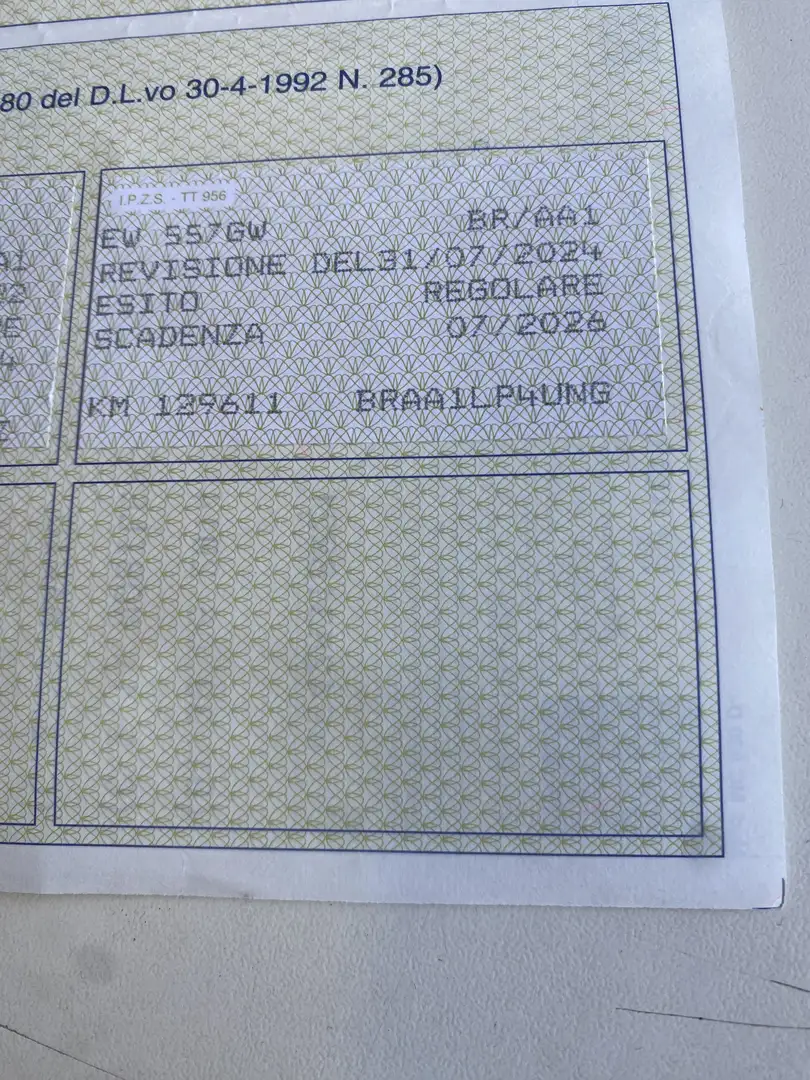 80 del D.L.vo 30-4-1992 N. 285)
I.P.Z.S. - TT 956
EW 557GW BR/AA1
REVISIONE DEL31/07/2024
ESITO REGOLARE
SCADENZA 07/2026
KM 129611 BRAA1LP4UNG